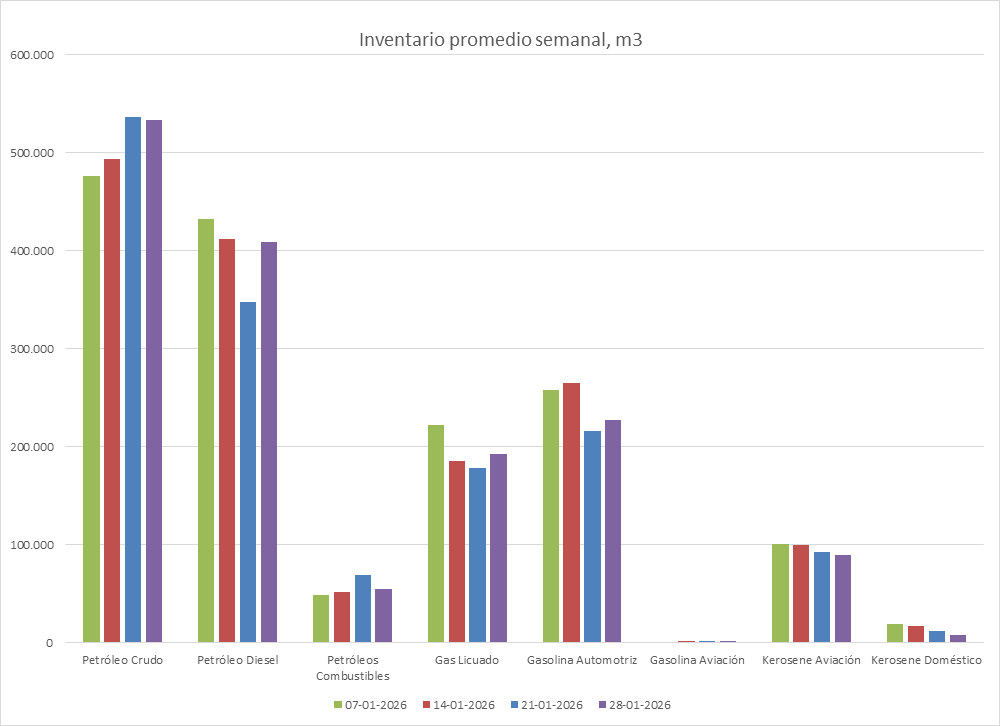 Inventario promedio semanal, m3
600.000
500.000
400.000
300.000
200.000
100.000
0
Petróleo Crudo
Petróleo Diesel
Petróleos
Combustibles
Gas Licuado
Gasolina Automotriz
Gasolina Aviación
Kerosene Aviación
Kerosene Doméstico
07-01-2026
14-01-2026
21-01-2026
28-01-2026